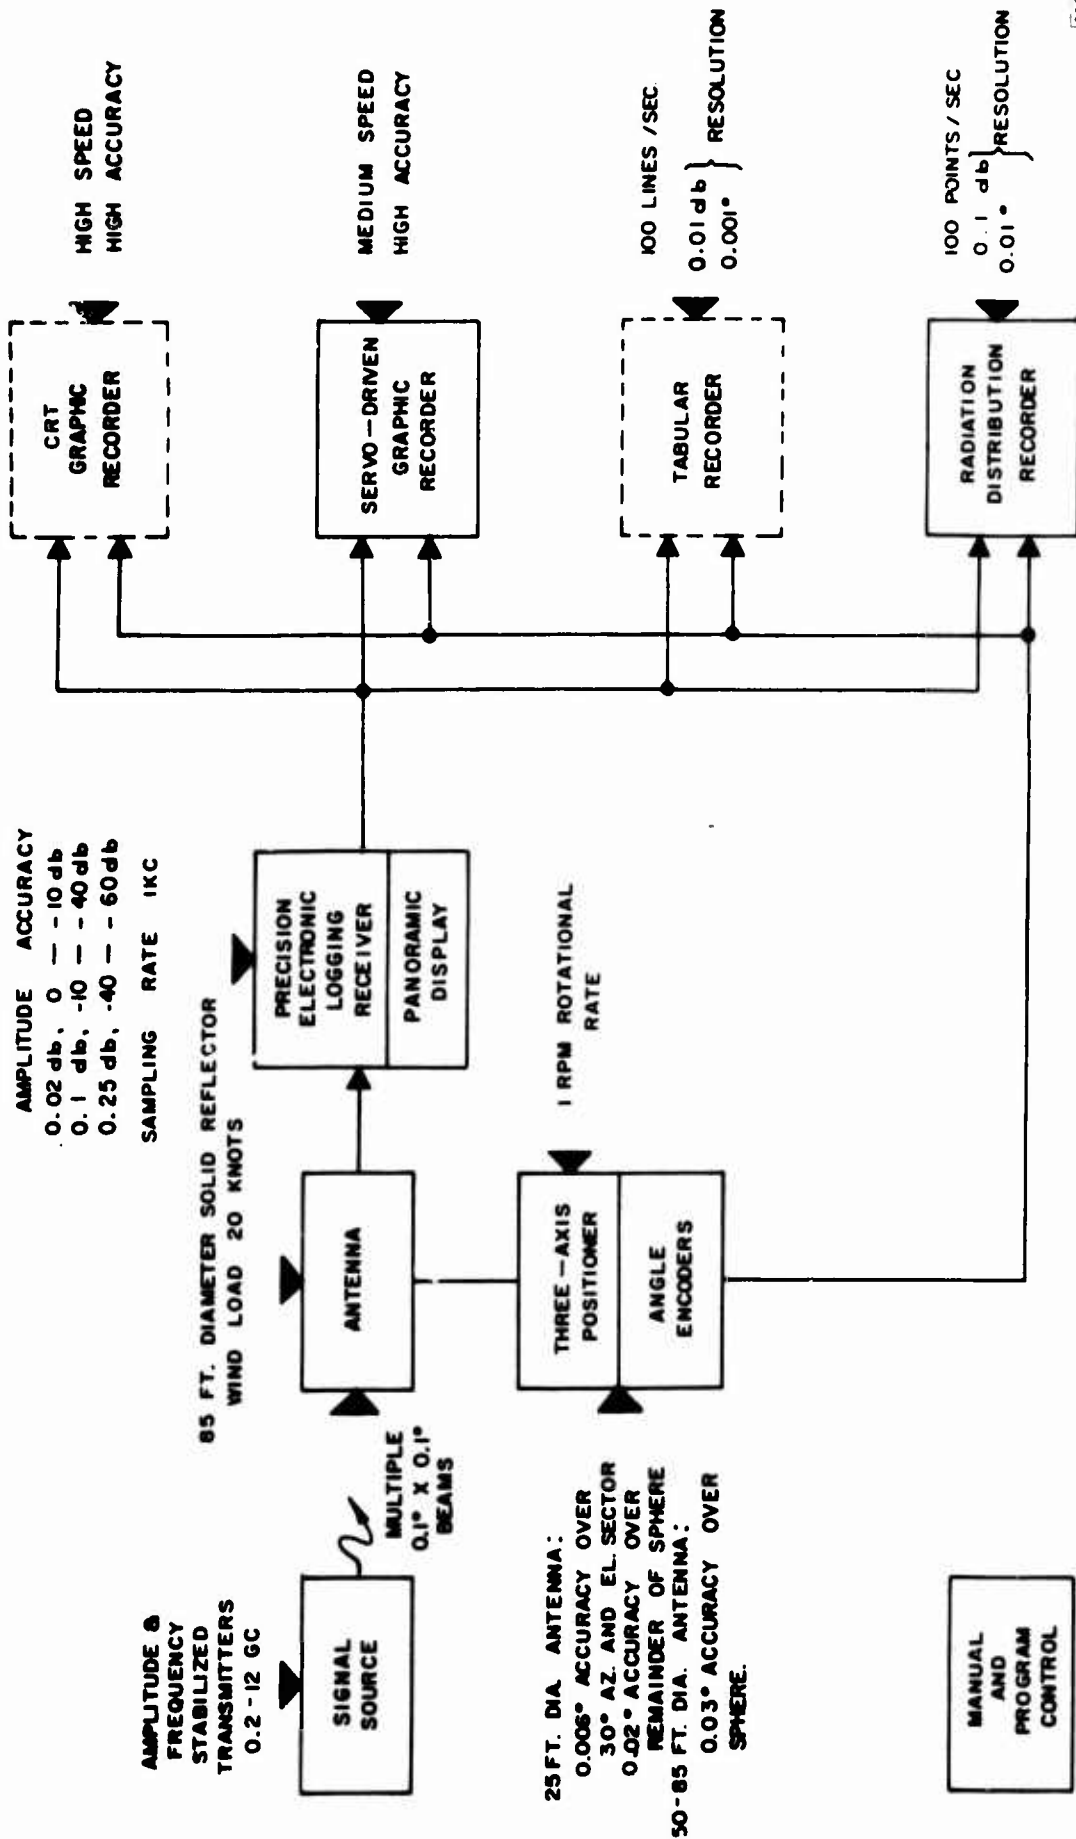 AMPLITUDE &
FREQUENCY
STABILIZED
TRANSMITTERS
0.2-12 GC
SIGNAL
SOURCE
MULTIPLE
0.1° X 0.1°
BEAMS
85 FT. DIAMETER SOLID REFLECTOR
WIND LOAD 20 KNOTS
ANTENNA
AMPLITUDE ACCURACY
0.02 db, 0 — -10 db
0.1 db, -10 — -40 db
0.25 db, -40 — -60 db
SAMPLING RATE 1KC
PRECISION
ELECTRONIC
LOGGING
RECEIVER
PANORAMIC
DISPLAY
25 FT. DIA. ANTENNA:
0.006° ACCURACY OVER
30° AZ. AND EL. SECTOR
0.02° ACCURACY OVER
REMAINDER OF SPHERE
50-85 FT. DIA. ANTENNA:
0.03° ACCURACY OVER
SPHERE.
THREE-AXIS
POSITIONER
ANGLE
ENCODERS
1 RPM ROTATIONAL
RATE
MANUAL
AND
PROGRAM
CONTROL
CRT
GRAPHIC
RECORDER
HIGH SPEED
HIGH ACCURACY
SERVO-DRIVEN
GRAPHIC
RECORDER
MEDIUM SPEED
HIGH ACCURACY
TABULAR
RECORDER
100 LINES/SEC
0.01 db
0.001°
RESOLUTION
RADIATION
DISTRIBUTION
RECORDER
100 POINTS/SEC
0.1 db
0.01°
RESOLUTION